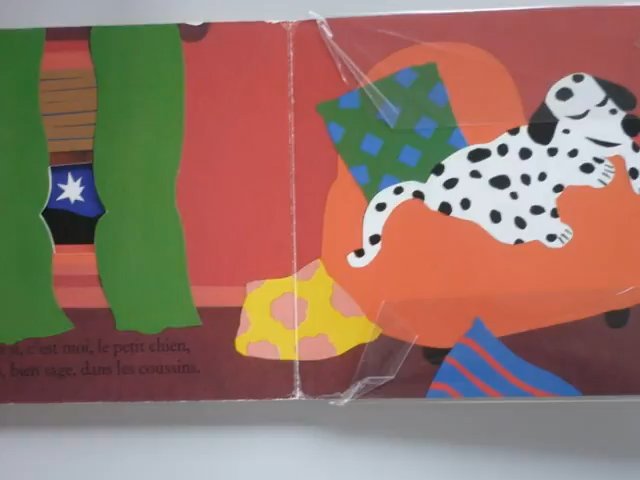 c'est moi, le petit chien,
bien sage, dans les coussins.